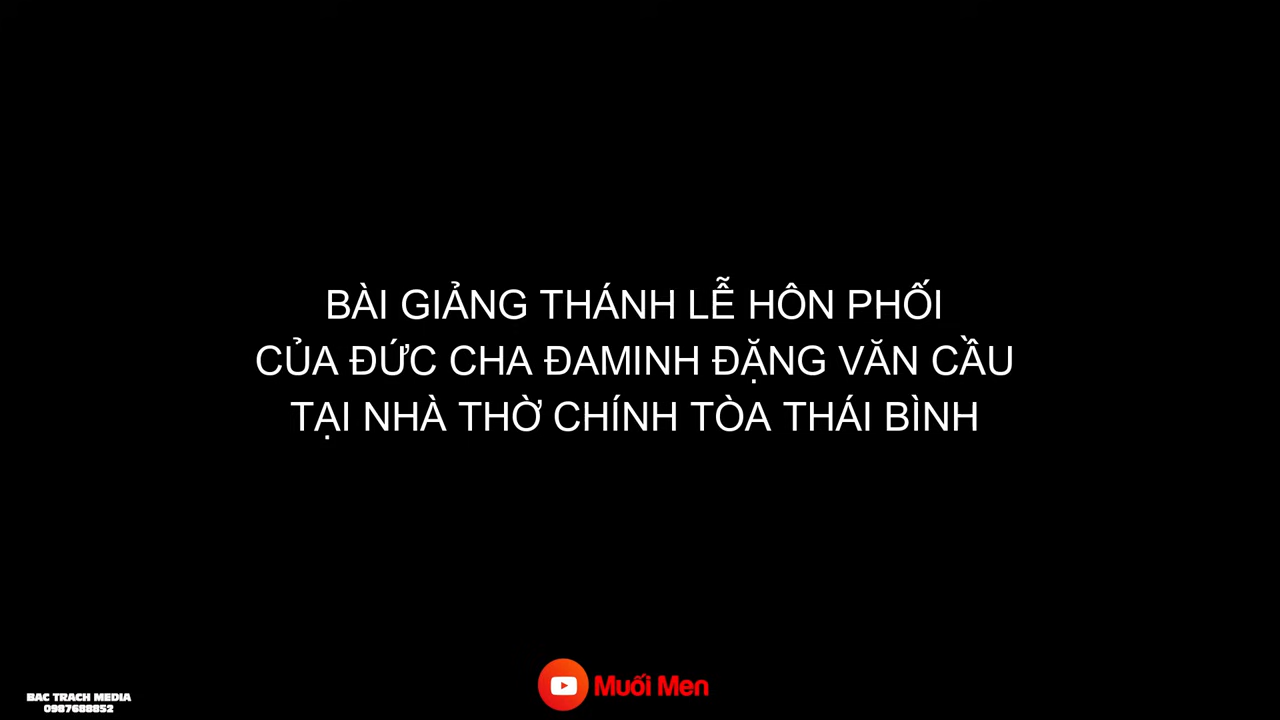 BÀI GIẢNG THÁNH LỄ HÔN PHỐI
CỦA ĐỨC CHA ĐAMINH ĐẶNG VĂN CẦU
TẠI NHÀ THỜ CHÍNH TÒA THÁI BÌNH
Muối Men
BAC TRACH MEDIA
0987688852